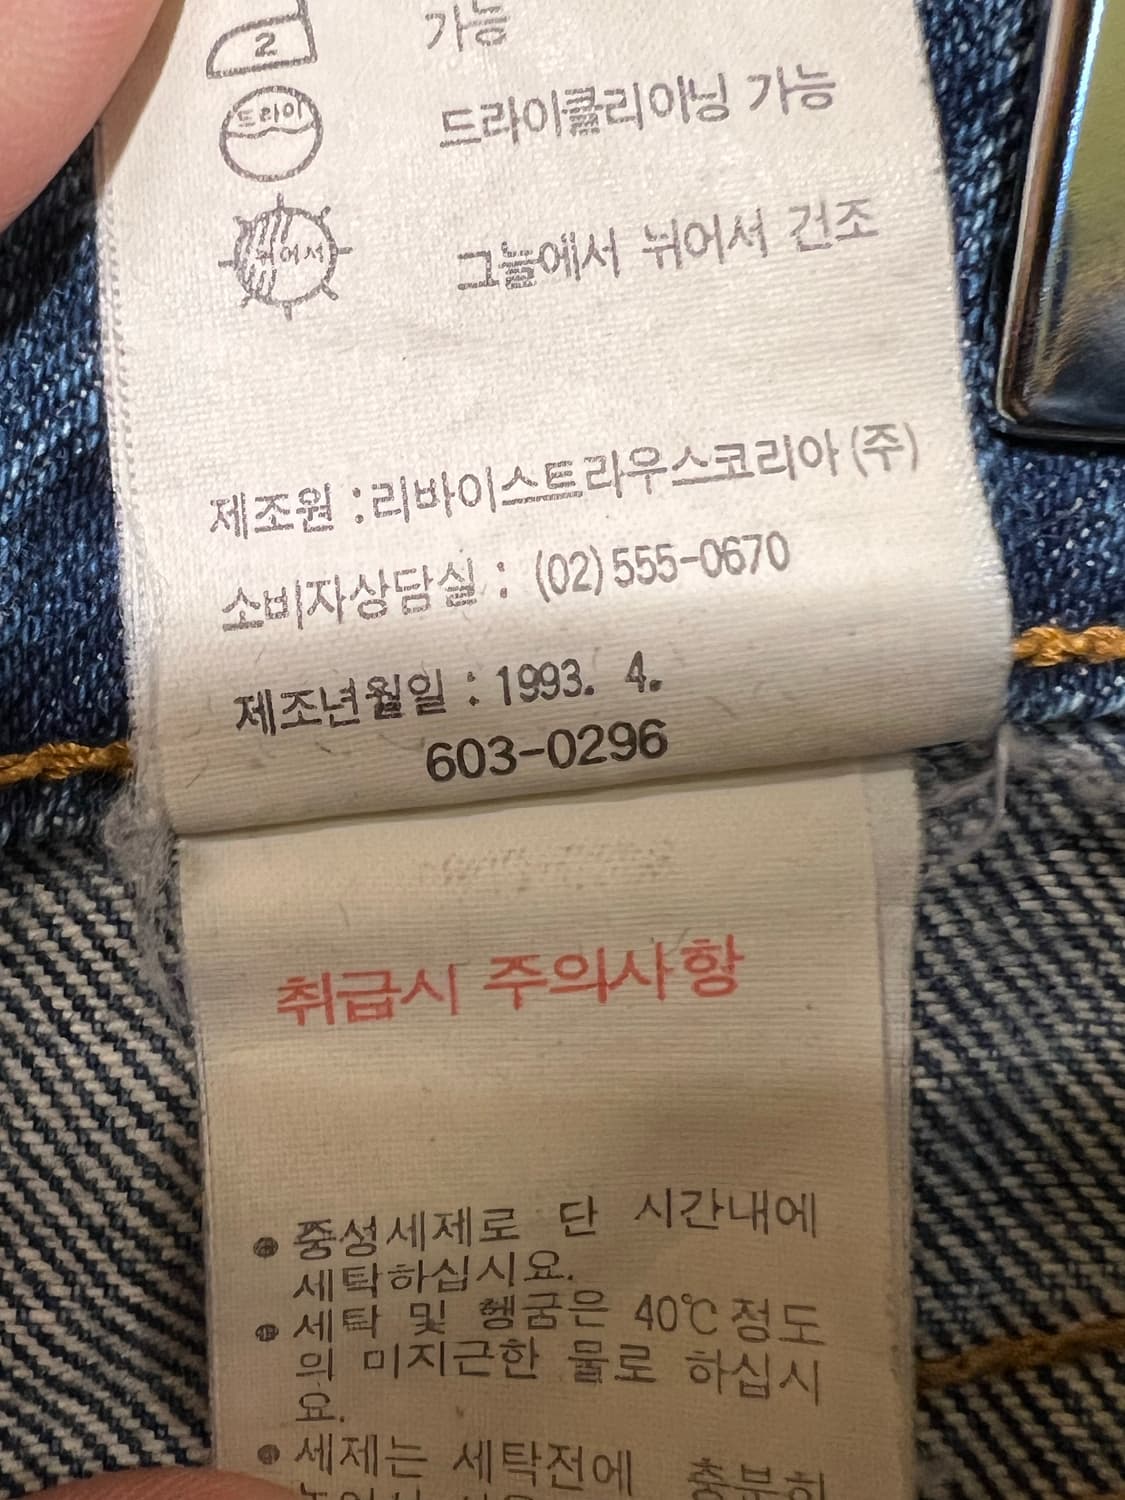 2
가능
드라이
드라이클리이닝 가능
뉘어서
그늘에서 뉘어서 건조
제조원 : 리바이스트라우스코리아 (주)
소비자상담실 : (02) 555-0670
제조년월일 : 1993. 4.
603-0296
취급시 주의사항
● 중성세제로 단 시간내에
세탁하십시요.
● 세탁 및 헹굼은 40℃ 정도
의 미지근한 물로 하십시
요.
● 세제는 세탁전에 충분히